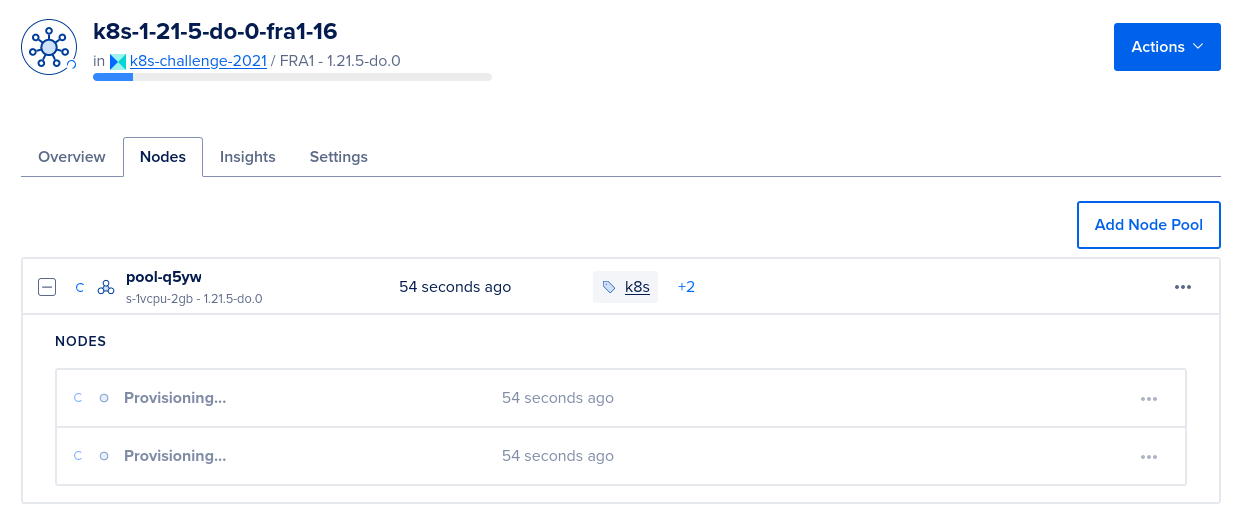 k8s-1-21-5-do-0-fra1-16
in k8s-challenge-2021 / FRA1 - 1.21.5-do.0
Actions
Overview Nodes Insights Settings
Add Node Pool
pool-q5yw
s-1vcpu-2gb - 1.21.5-do.0
54 seconds ago
k8s
+2
NODES
Provisioning... 54 seconds ago
Provisioning... 54 seconds ago